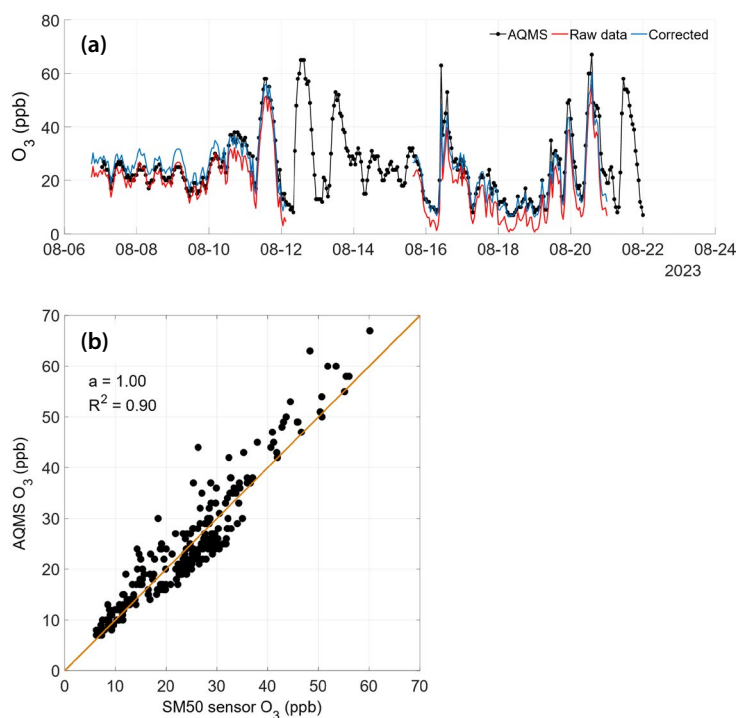 (a)
AQMS Raw data Corrected
O3 (ppb)
80
60
40
20
0
08-06 08-08 08-10 08-12 08-14 08-16 08-18 08-20 08-22 08-24
2023
(b)
a = 1.00
R2 = 0.90
AQMS O3 (ppb)
70
60
50
40
30
20
10
0
0 10 20 30 40 50 60 70
SM50 sensor O3 (ppb)